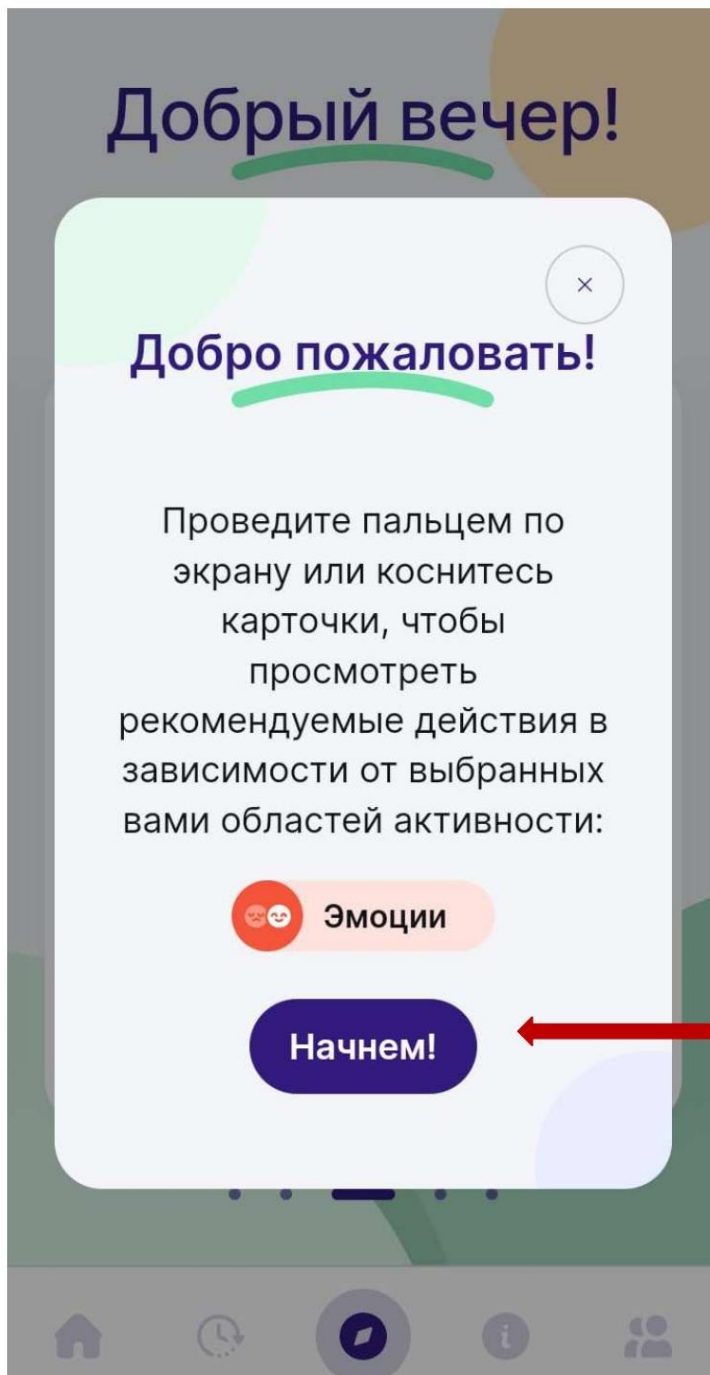 Добрый вечер!
Добро пожаловать!
Проведите пальцем по
экрану или коснитесь
карточки, чтобы
просмотреть
рекомендуемые действия в
зависимости от выбранных
вами областей активности:
Эмоции
Начнем!